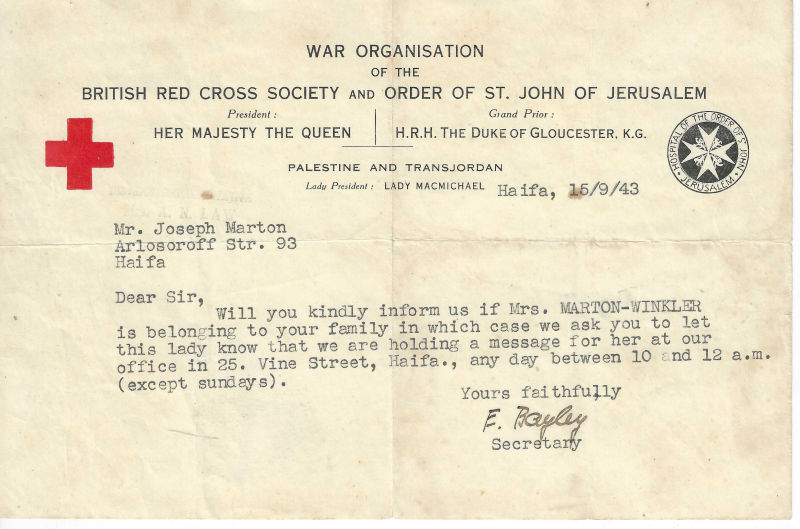 WAR ORGANISATION
OF THE
BRITISH RED CROSS SOCIETY AND ORDER OF ST. JOHN OF JERUSALEM
President : Grand Prior :
HER MAJESTY THE QUEEN H.R.H. THE DUKE OF GLOUCESTER, K.G.
HOSPITAL OF THE ORDER OF St JOHN · JERUSALEM ·
PALESTINE AND TRANSJORDAN
Lady President : LADY MACMICHAEL
Haifa, 15/9/43
Mr. Joseph Marton
Arlosoroff Str. 93
Haifa
Dear Sir,
Will you kindly inform us if Mrs. MARTON-WINKLER
is belonging to your family in which case we ask you to let
this lady know that we are holding a message for her at our
office in 25. Vine Street, Haifa., any day between 10 and 12 a.m.
(except sundays).
Yours faithfully
E. Bayley
Secretary